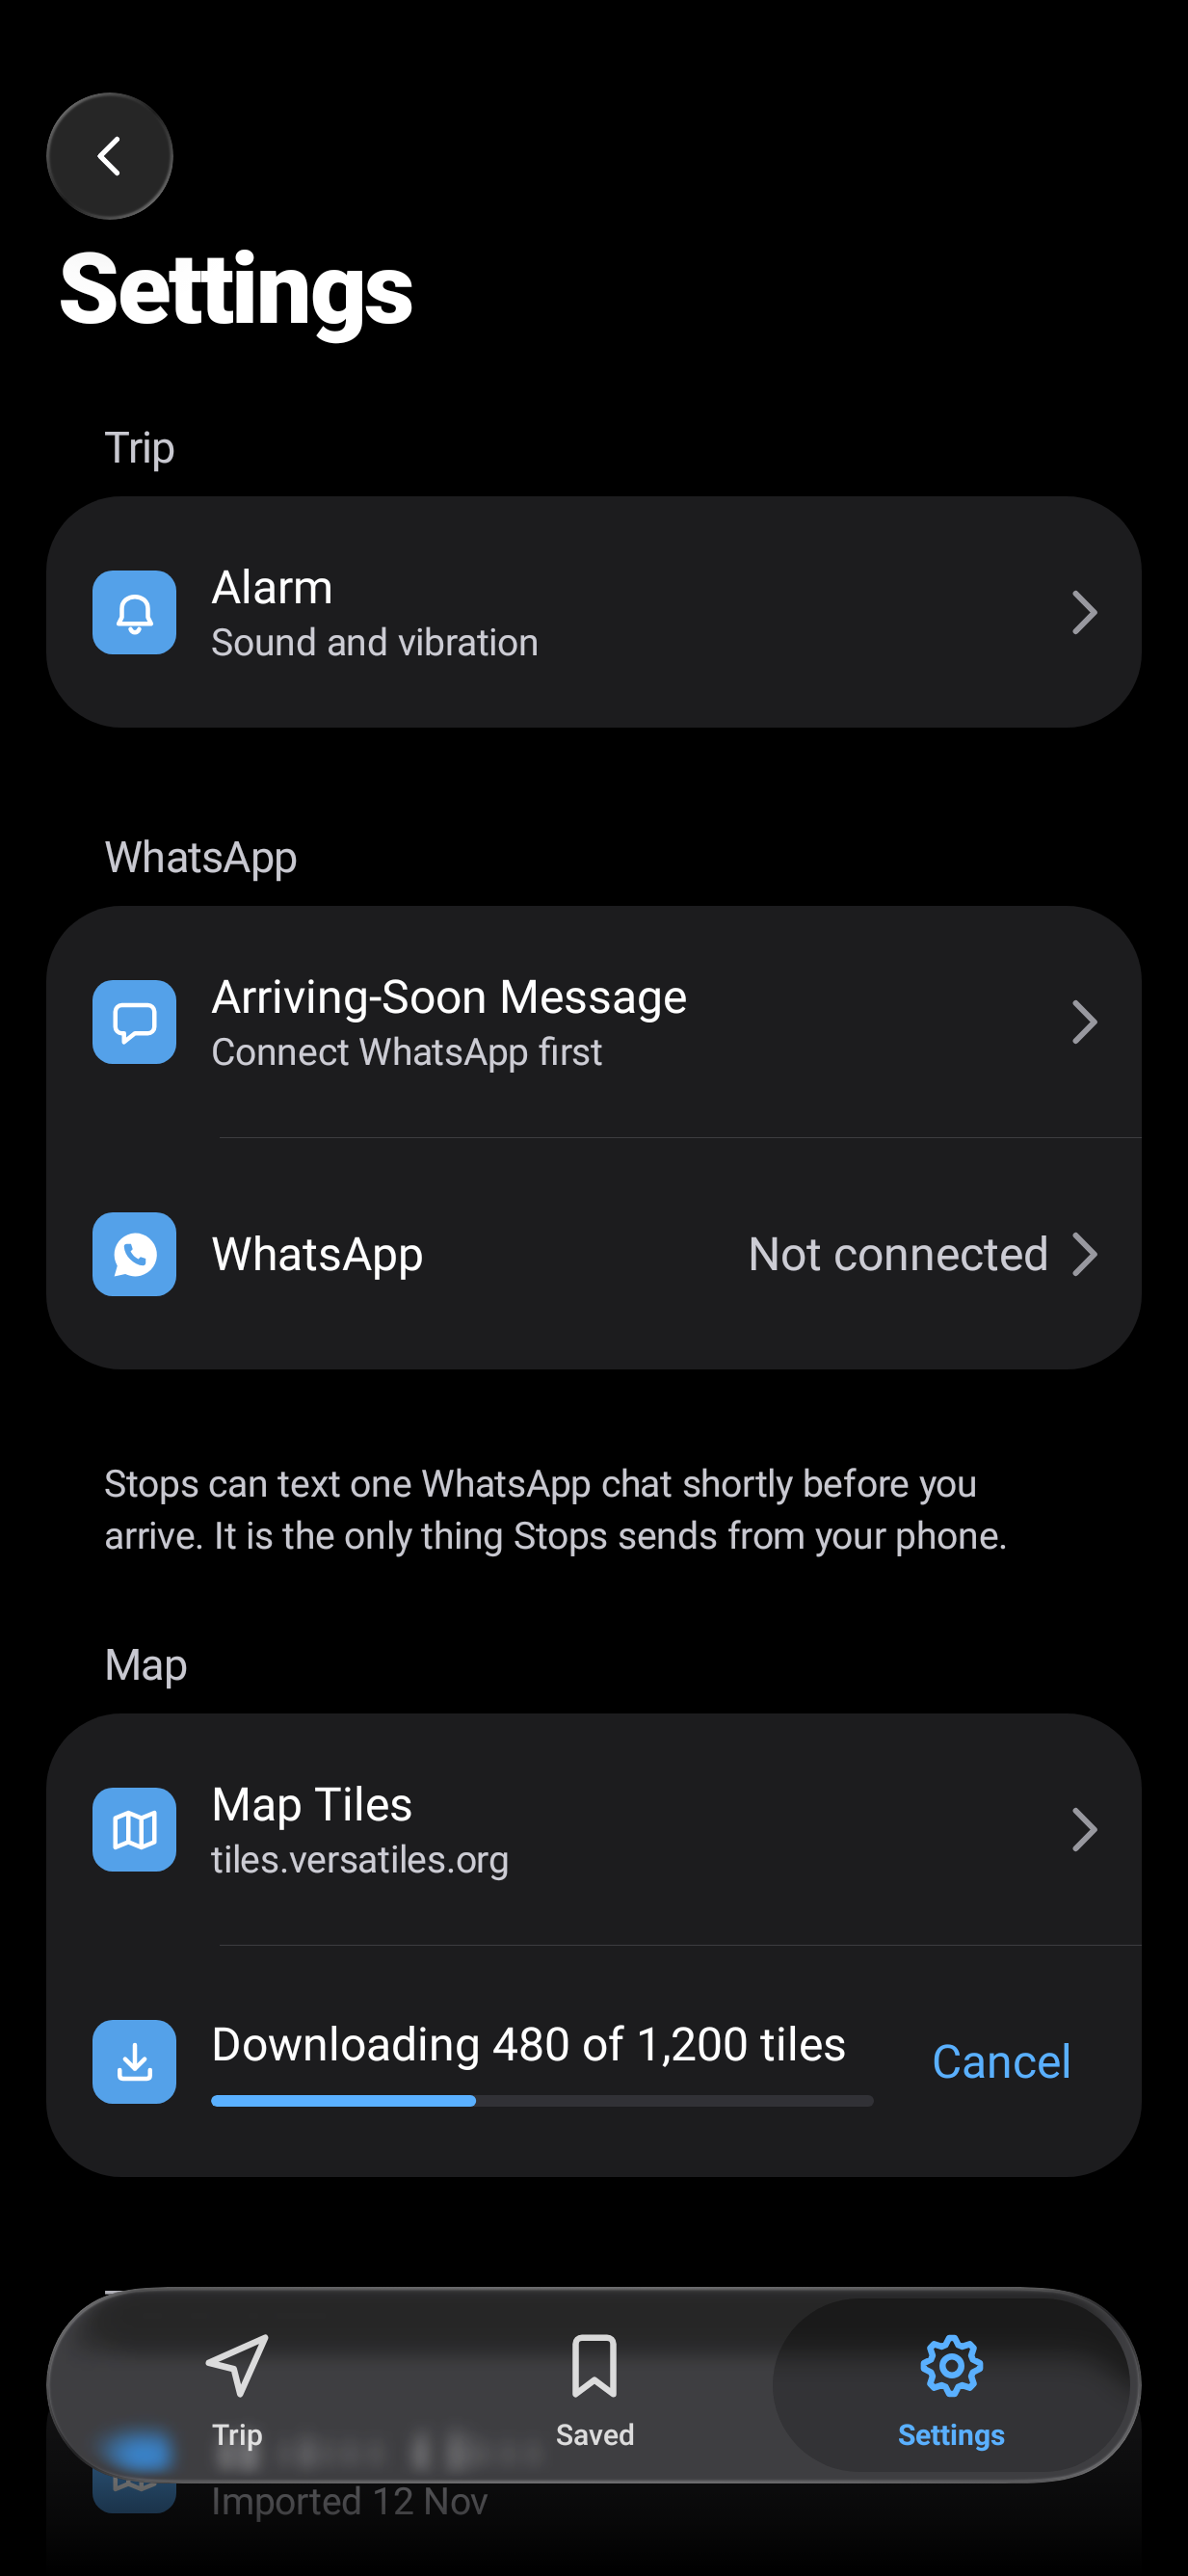 Settings
Trip
Alarm
Sound and vibration
WhatsApp
Arriving-Soon Message
Connect WhatsApp first
WhatsApp
Not connected
Stops can text one WhatsApp chat shortly before you
arrive. It is the only thing Stops sends from your phone.
Map
Map Tiles
tiles.versatiles.org
Downloading 480 of 1,200 tiles
Cancel
Trip
Saved
Settings
Imported 12 Nov